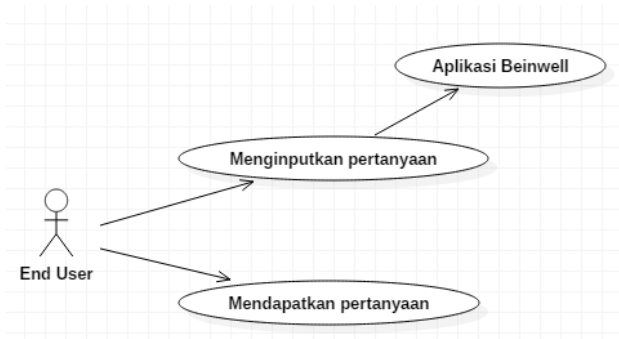 Aplikasi Beinwell
Menginputkan pertanyaan
End User
Mendapatkan pertanyaan